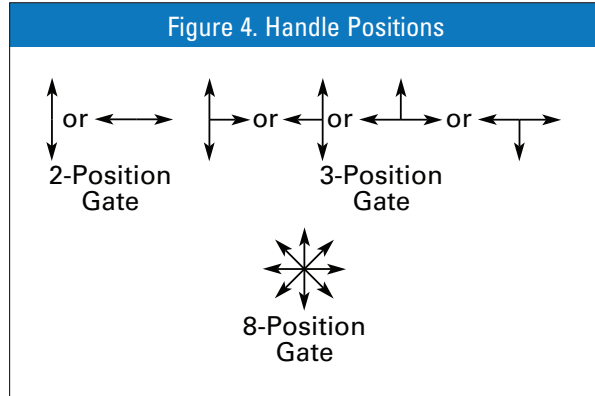 Figure 4. Handle Positions
or or or or
2-Position
Gate
3-Position
Gate
8-Position
Gate